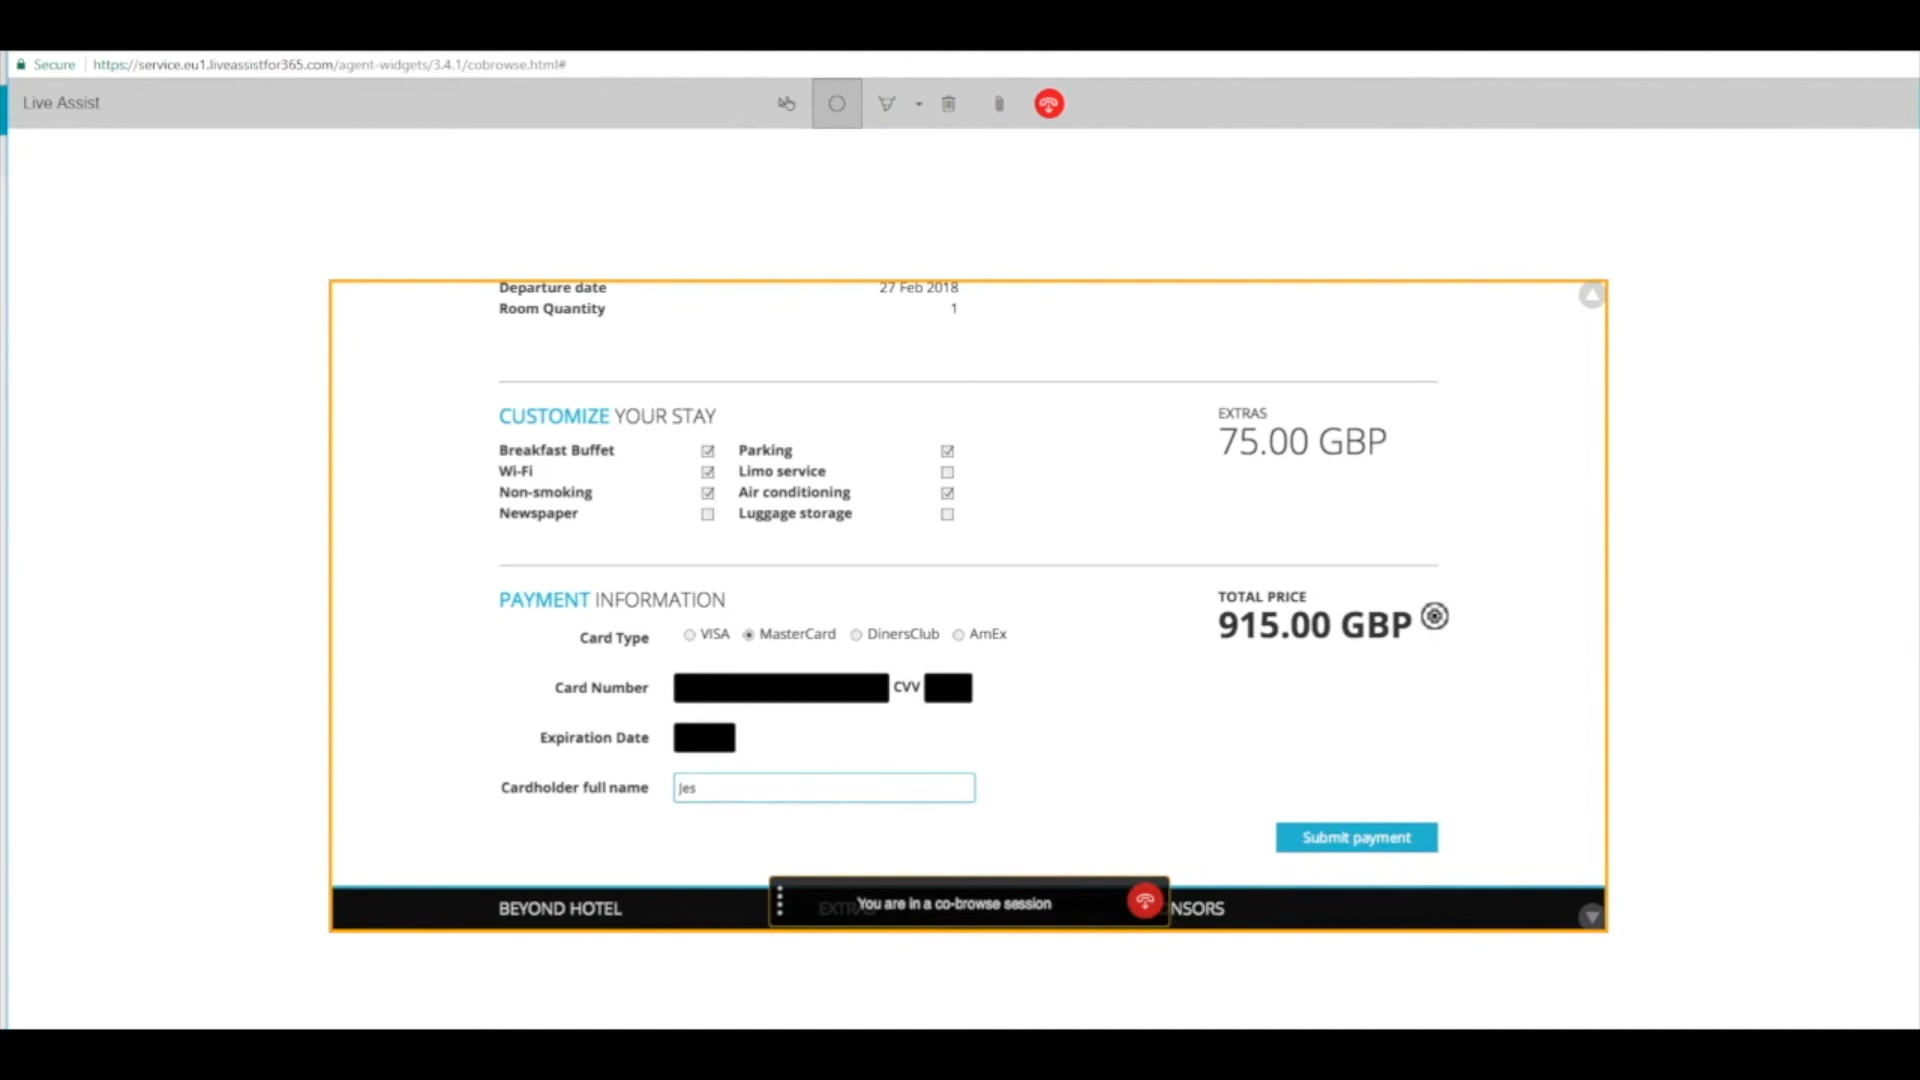 Secure https://service.eu1.liveassistfor365.com/agent-widgets/3.4.1/cobrowse.html#
Live Assist
Departure date 27 Feb 2018
Room Quantity 1
CUSTOMIZE YOUR STAY
EXTRAS
75.00 GBP
Breakfast Buffet Parking
Wi-Fi Limo service
Non-smoking Air conditioning
Newspaper Luggage storage
PAYMENT INFORMATION
TOTAL PRICE
915.00 GBP
Card Type VISA MasterCard DinersClub AmEx
Card Number CVV
Expiration Date
Cardholder full name Jes
Submit payment
BEYOND HOTEL You are in a co-browse session NSORS